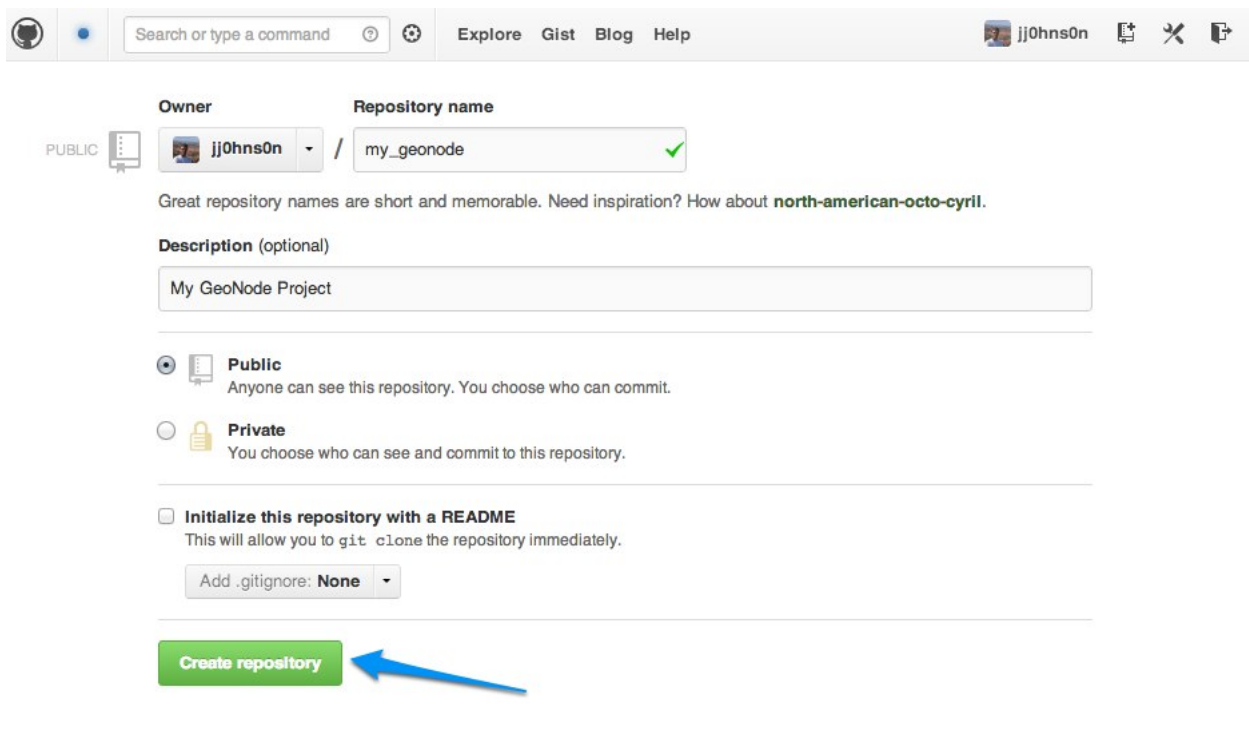 Search or type a command
Explore Gist Blog Help
jj0hns0n
Owner
Repository name
PUBLIC
jj0hns0n / my_geonode
Great repository names are short and memorable. Need inspiration? How about north-american-octo-cyril.
Description (optional)
My GeoNode Project
Public
Anyone can see this repository. You choose who can commit.
Private
You choose who can see and commit to this repository.
Initialize this repository with a README
This will allow you to git clone the repository immediately.
Add .gitignore: None
Create repository